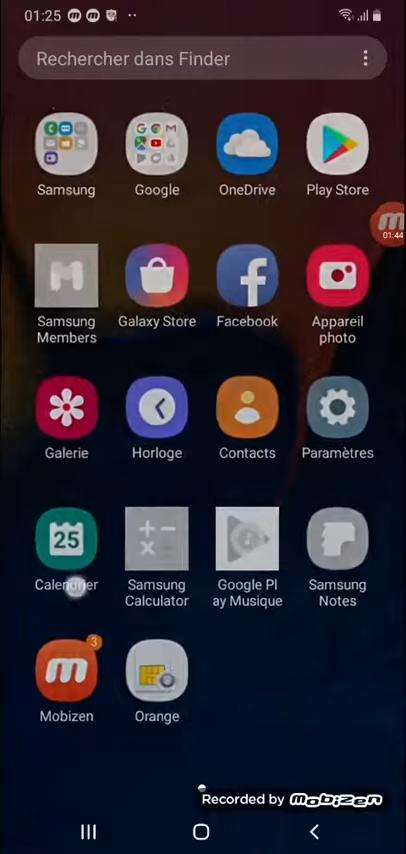 01:25
Rechercher dans Finder
Samsung
Google
OneDrive
Play Store
01:44
Samsung
Members
Galaxy Store
Facebook
Appareil
photo
Galerie
Horloge
Contacts
Paramètres
25
Calendrier
Samsung
Calculator
Google Pl
ay Musique
Samsung
Notes
3
Mobizen
Orange
Recorded by Mobizen